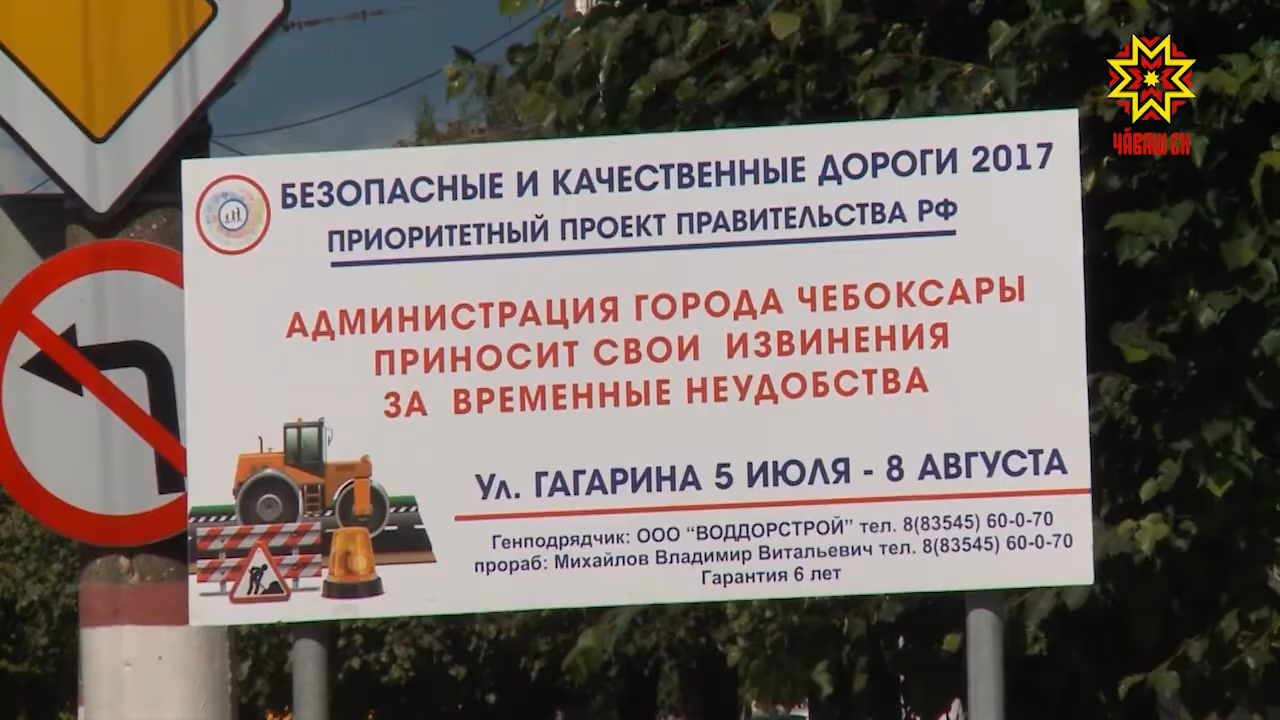 ЧӐВАШ ЕН
БЕЗОПАСНЫЕ И КАЧЕСТВЕННЫЕ ДОРОГИ 2017
ПРИОРИТЕТНЫЙ ПРОЕКТ ПРАВИТЕЛЬСТВА РФ
АДМИНИСТРАЦИЯ ГОРОДА ЧЕБОКСАРЫ
ПРИНОСИТ СВОИ ИЗВИНЕНИЯ
ЗА ВРЕМЕННЫЕ НЕУДОБСТВА
Ул. ГАГАРИНА 5 ИЮЛЯ - 8 АВГУСТА
Генподрядчик: ООО “ВОДДОРСТРОЙ” тел. 8(83545) 60-0-70
прораб: Михайлов Владимир Витальевич тел. 8(83545) 60-0-70
Гарантия 6 лет